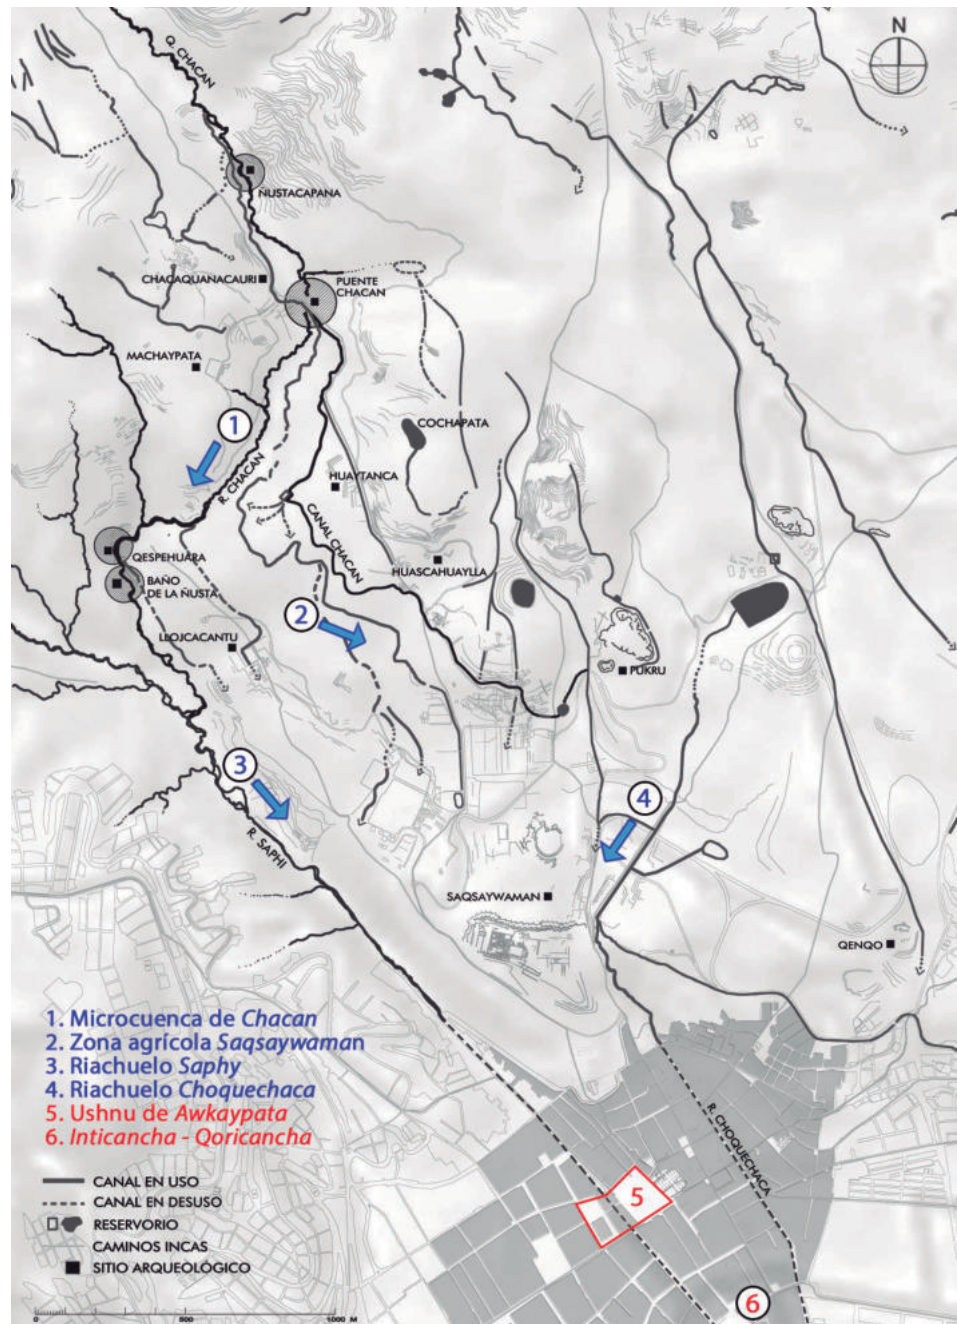 N
Q. CHACAN
ÑUSTACAPANA
CHACAQUANACAURI
PUENTE
CHACAN
MACHAYPATA
1
COCHAPATA
R. CHACAN
HUAYTANCA
CANAL CHACAN
QESPEHUARA
HUASCAHUAYLLA
BAÑO
DE LA ÑUSTA
2
LLOJCACANTU
PUKRU
3
4
R. SAPHI
SAQSAYWAMAN
QENQO
1. Microcuenca de Chacan
2. Zona agrícola Saqsaywaman
3. Riachuelo Saphy
4. Riachuelo Choquechaca
5. Ushnu de Awkaypata
6. Inticancha - Qoricancha
R. CHOQUECHACA
CANAL EN USO
CANAL EN DESUSO
RESERVORIO
CAMINOS INCAS
SITIO ARQUEOLÓGICO
5
6
0 500 1000 M